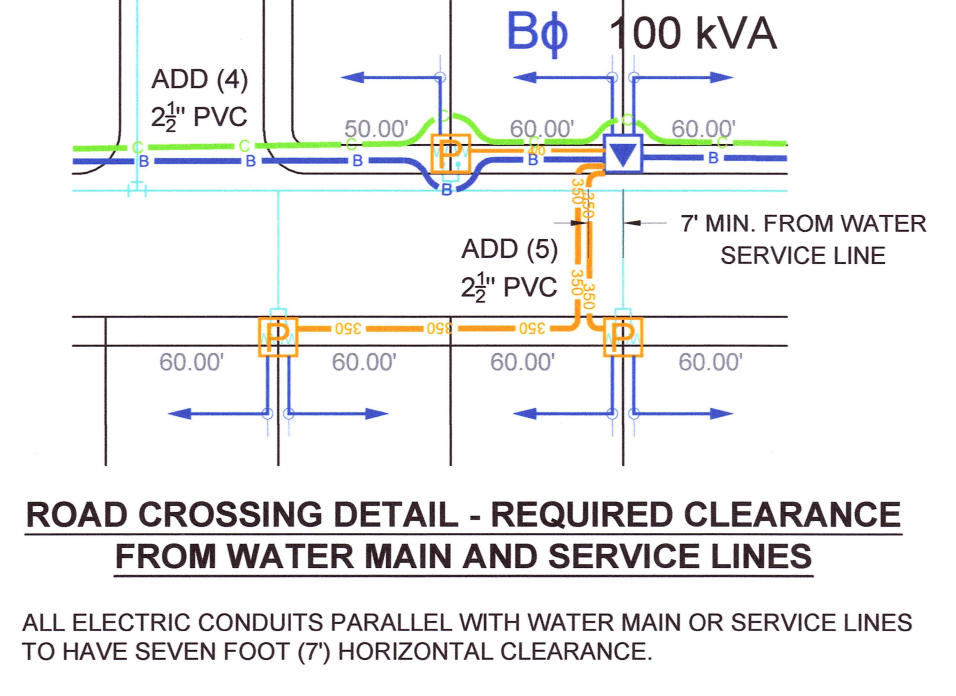 Bϕ 100 kVA
ADD (4)
2½" PVC
50.00' 60.00' 60.00'
C C C C C C C
P 4/0
B B B B B B
350 350
7' MIN. FROM WATER
SERVICE LINE
ADD (5)
2½" PVC
350 350
P 350 350 350 P
60.00' 60.00' 60.00' 60.00'
ROAD CROSSING DETAIL - REQUIRED CLEARANCE
FROM WATER MAIN AND SERVICE LINES
ALL ELECTRIC CONDUITS PARALLEL WITH WATER MAIN OR SERVICE LINES
TO HAVE SEVEN FOOT (7') HORIZONTAL CLEARANCE.